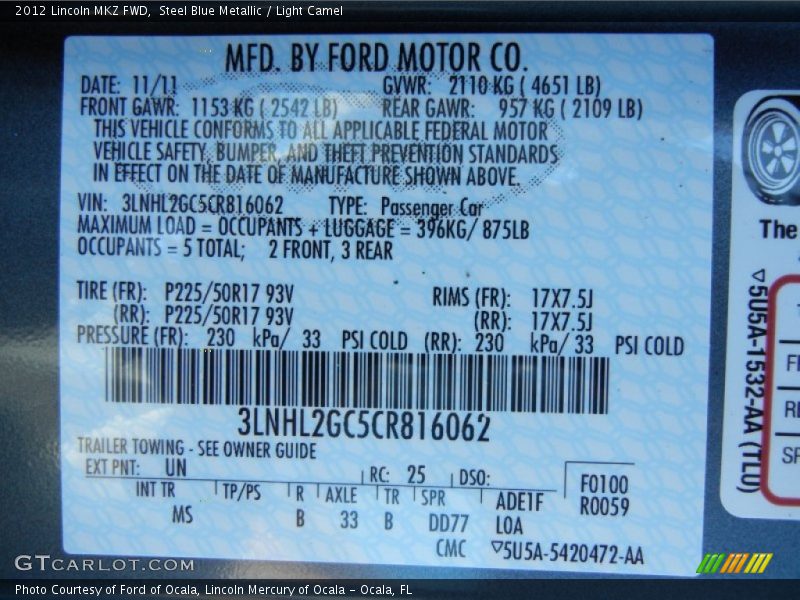 2012 Lincoln MKZ FWD, Steel Blue Metallic / Light Camel
MFD. BY FORD MOTOR CO.
DATE: 11/11 GVWR: 2110 KG ( 4651 LB)
FRONT GAWR: 1153 KG ( 2542 LB) REAR GAWR: 957 KG ( 2109 LB)
THIS VEHICLE CONFORMS TO ALL APPLICABLE FEDERAL MOTOR
VEHICLE SAFETY, BUMPER, AND THEFT PREVENTION STANDARDS
IN EFFECT ON THE DATE OF MANUFACTURE SHOWN ABOVE.
VIN: 3LNHL2GC5CR816062 TYPE: Passenger Car
MAXIMUM LOAD = OCCUPANTS + LUGGAGE = 396KG/ 875LB
OCCUPANTS = 5 TOTAL; 2 FRONT, 3 REAR
TIRE (FR): P225/50R17 93V RIMS (FR): 17X7.5J
(RR): P225/50R17 93V (RR): 17X7.5J
PRESSURE (FR): 230 kPa/ 33 PSI COLD (RR): 230 kPa/ 33 PSI COLD
3LNHL2GC5CR816062
TRAILER TOWING - SEE OWNER GUIDE
EXT PNT: UN RC: 25 DSO:
INT TR TP/PS R AXLE TR SPR ADE1F F0100
R0059
MS B 33 B DD77 LOA
CMC ▽5U5A-5420472-AA
The
▽5U5A-1532-AA (TLU)
GTCARLOT.COM
Photo Courtesy of Ford of Ocala, Lincoln Mercury of Ocala - Ocala, FL